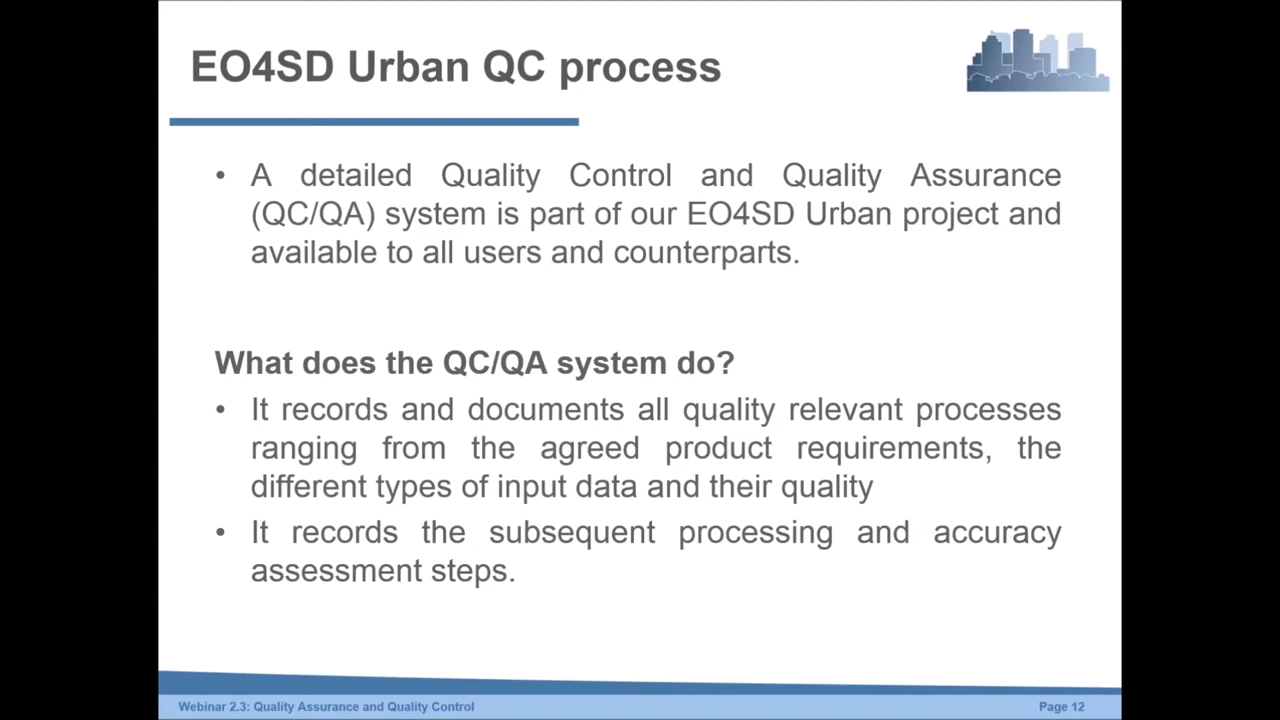 EO4SD Urban QC process
• A detailed Quality Control and Quality Assurance
(QC/QA) system is part of our EO4SD Urban project and
available to all users and counterparts.
What does the QC/QA system do?
• It records and documents all quality relevant processes
ranging from the agreed product requirements, the
different types of input data and their quality
• It records the subsequent processing and accuracy
assessment steps.
Webinar 2.3: Quality Assurance and Quality Control
Page 12